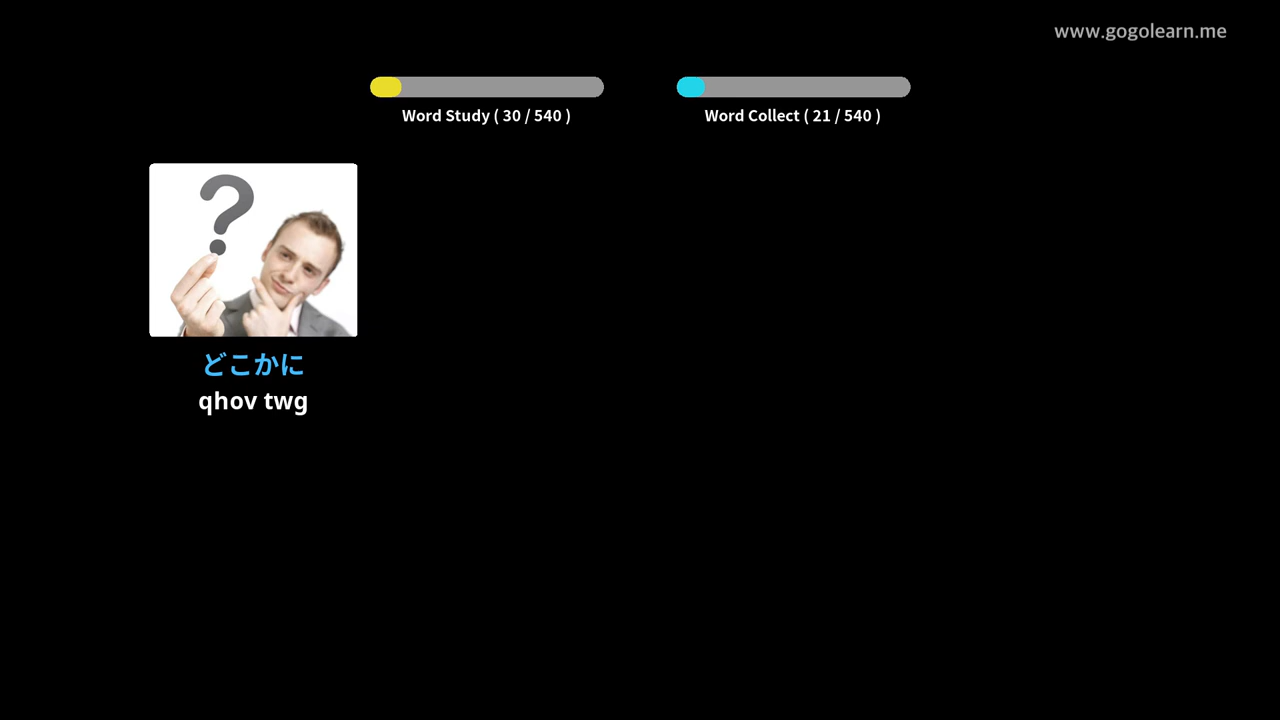 www.gogolearn.me
Word Study ( 30 / 540 )
Word Collect ( 21 / 540 )
?
どこかに
qhov twg